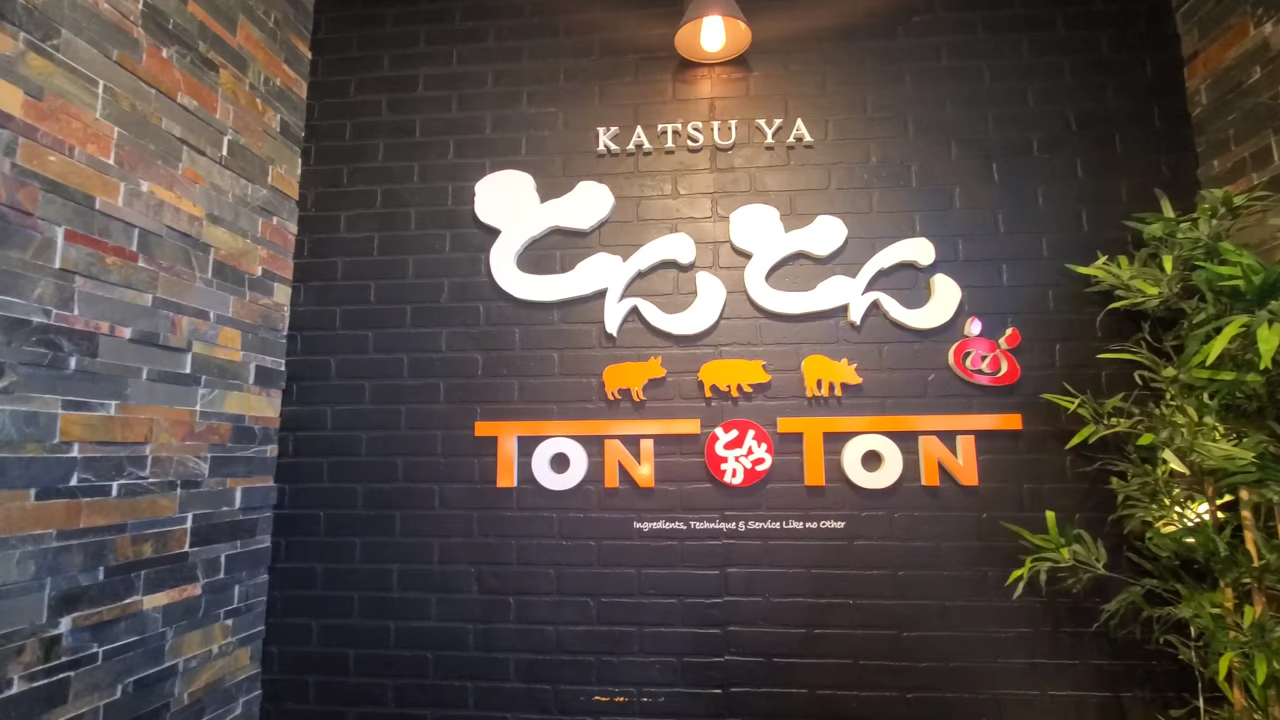 KATSU YA
とんとん
TON とんかつ TON
Ingredients, Technique & Service Like no Other